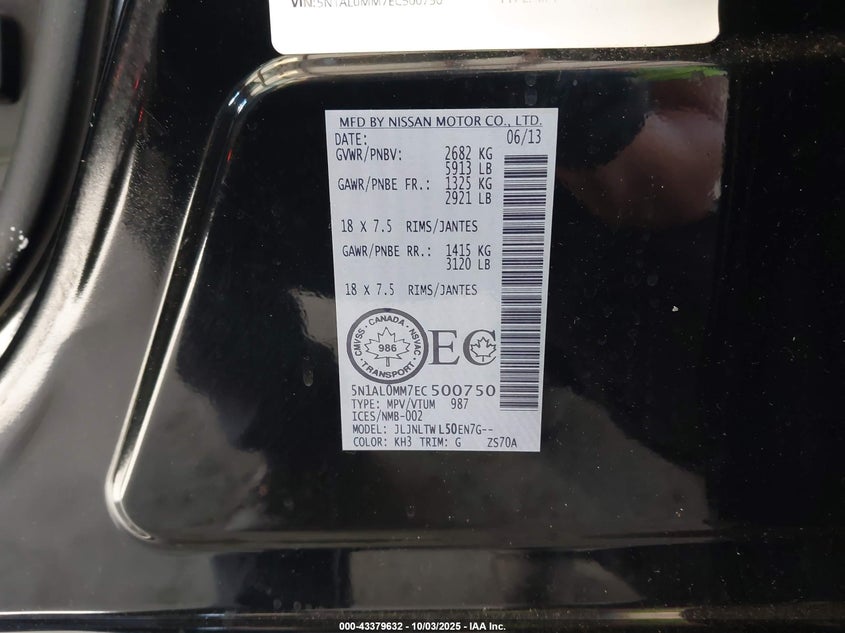 VIN:5N1AL0MM7EC500750
MFD BY NISSAN MOTOR CO., LTD.
DATE: 06/13
GVWR/PNBV: 2682 KG
5913 LB
GAWR/PNBE FR.: 1325 KG
2921 LB
18 X 7.5 RIMS/JANTES
GAWR/PNBE RR.: 1415 KG
3120 LB
18 X 7.5 RIMS/JANTES
CMVSS · CANADA · NSVAC · TRANSPORT ·
986
EC
5N1AL0MM7EC500750
TYPE: MPV/VTUM 987
ICES/NMB-002
MODEL: JLJNLTWL50EN7G--
COLOR: KH3 TRIM: G ZS70A
000-43379632 - 10/03/2025 - IAA Inc.